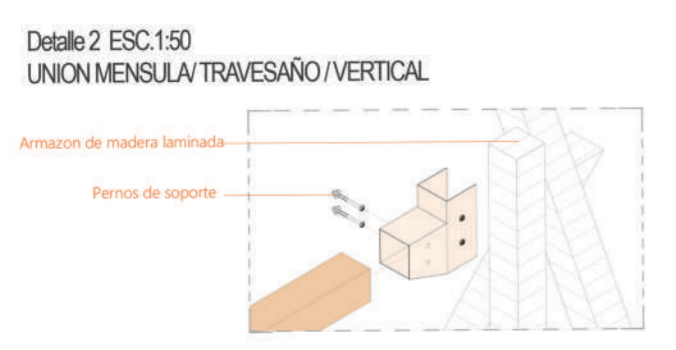 Detalle 2 ESC.1:50
UNION MENSULA/ TRAVESAÑO / VERTICAL
Armazon de madera laminada
Pernos de soporte